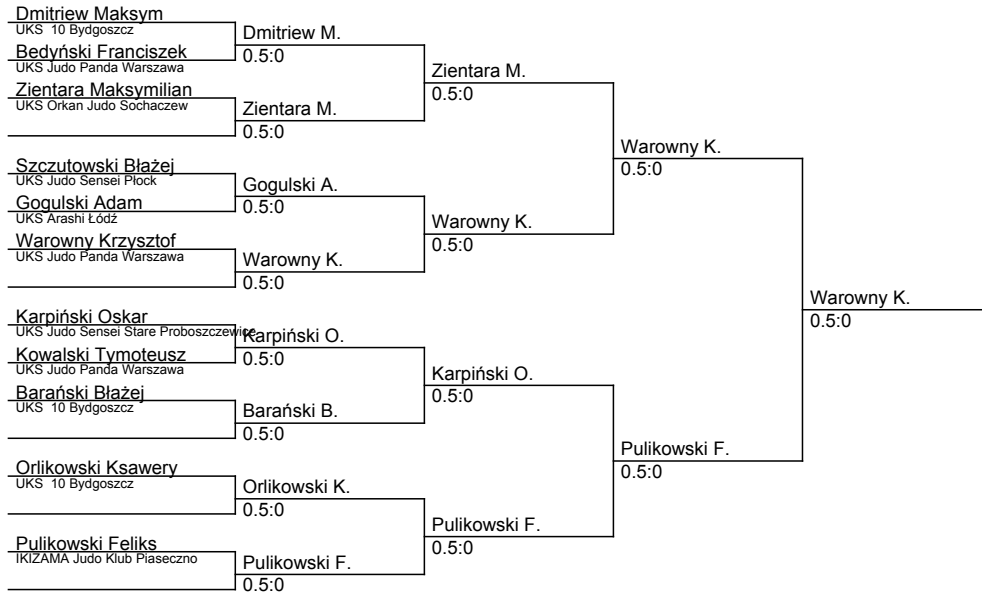 Dmitriew Maksym
UKS 10 Bydgoszcz
Bedyński Franciszek
UKS Judo Panda Warszawa
Zientara Maksymilian
UKS Orkan Judo Sochaczew
Szczutowski Błażej
UKS Judo Sensei Płock
Gogulski Adam
UKS Arashi Łódź
Warowny Krzysztof
UKS Judo Panda Warszawa
Karpiński Oskar
UKS Judo Sensei Stare Proboszczewice
Kowalski Tymoteusz
UKS Judo Panda Warszawa
Barański Błażej
UKS 10 Bydgoszcz
Orlikowski Ksawery
UKS 10 Bydgoszcz
Pulikowski Feliks
IKIZAMA Judo Klub Piaseczno
Dmitriew M.
0.5:0
Zientara M.
0.5:0
Gogulski A.
0.5:0
Warowny K.
0.5:0
Karpiński O.
0.5:0
Barański B.
0.5:0
Orlikowski K.
0.5:0
Pulikowski F.
0.5:0
Zientara M.
0.5:0
Warowny K.
0.5:0
Karpiński O.
0.5:0
Pulikowski F.
0.5:0
Warowny K.
0.5:0
Pulikowski F.
0.5:0
Warowny K.
0.5:0